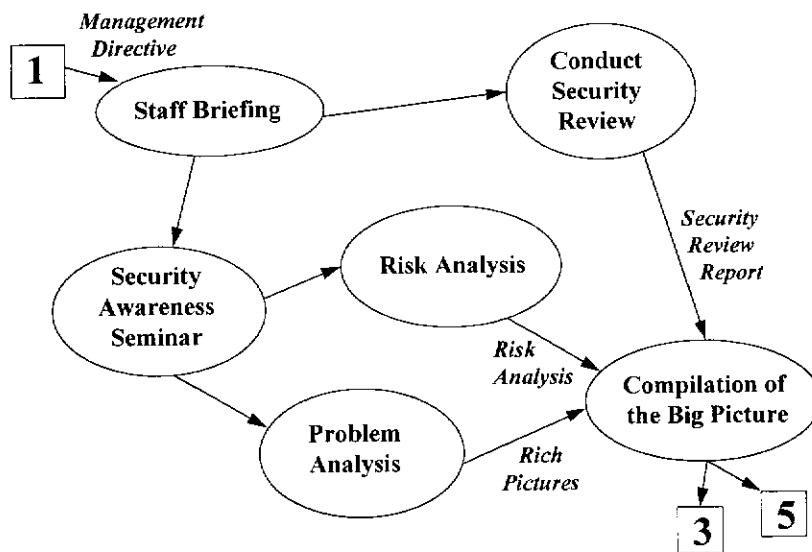 Management
Directive
1
Staff Briefing
Conduct
Security
Review
Security
Review
Report
Security
Awareness
Seminar
Risk Analysis
Risk
Analysis
Problem
Analysis
Rich
Pictures
Compilation of
the Big Picture
3
5